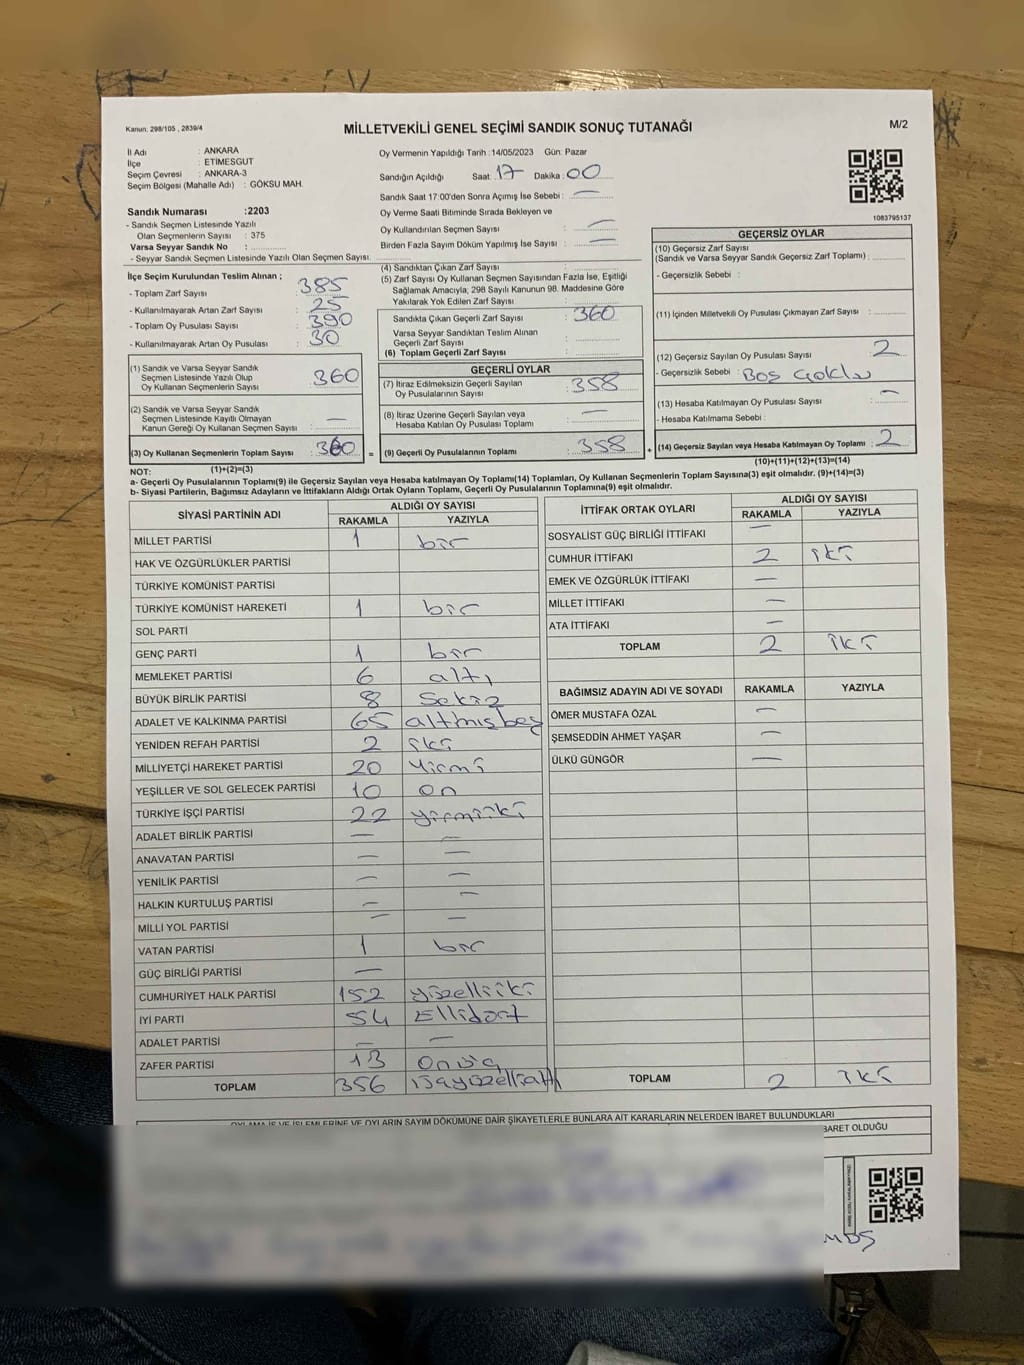 Kanun: 298/105 , 2839/4
MİLLETVEKİLİ GENEL SEÇİMİ SANDIK SONUÇ TUTANAĞI
M/2
İl Adı : ANKARA
İlçe : ETİMESGUT
Seçim Çevresi : ANKARA-3
Seçim Bölgesi (Mahalle Adı) : GÖKSU MAH.
Sandık Numarası :2203
- Sandık Seçmen Listesinde Yazılı
Olan Seçmenlerin Sayısı : 375
Varsa Seyyar Sandık No :
- Seyyar Sandık Seçmen Listesinde Yazılı Olan Seçmen Sayısı:
Oy Vermenin Yapıldığı Tarih :14/05/2023 Gün: Pazar
Sandığın Açıldığı Saat: 17 Dakika: 00
Sandık Saat 17:00'den Sonra Açımış İse Sebebi : —
Oy Verme Saati Bitiminde Sırada Bekleyen ve
Oy Kullandırılan Seçmen Sayısı : —
Birden Fazla Sayım Döküm Yapılmış İse Sayısı : —
1083795137
İlçe Seçim Kurulundan Teslim Alınan ;
- Toplam Zarf Sayısı : 385
- Kullanılmayarak Artan Zarf Sayısı : 25
- Toplam Oy Pusulası Sayısı : 390
- Kullanılmayarak Artan Oy Pusulası : 30
(4) Sandıktan Çıkan Zarf Sayısı :
(5) Zarf Sayısı Oy Kullanan Seçmen Sayısından Fazla İse, Eşitliği
Sağlamak Amacıyla, 298 Sayılı Kanunun 98. Maddesine Göre
Yakılarak Yok Edilen Zarf Sayısı :
Sandıkta Çıkan Geçerli Zarf Sayısı : 360
Varsa Seyyar Sandıktan Teslim Alınan
Geçerli Zarf Sayısı :
(6) Toplam Geçerli Zarf Sayısı :
GEÇERSİZ OYLAR
(10) Geçersiz Zarf Sayısı
(Sandık ve Varsa Seyyar Sandık Geçersiz Zarf Toplamı) :
- Geçersizlik Sebebi :
(11) İçinden Milletvekili Oy Pusulası Çıkmayan Zarf Sayısı :
(12) Geçersiz Sayılan Oy Pusulası Sayısı : 2
- Geçersizlik Sebebi : Boş
(13) Hesaba Katılmayan Oy Pusulası Sayısı : —
- Hesaba Katılmama Sebebi :
(14) Geçersiz Sayılan veya Hesaba Katılmayan Oy Toplamı : 2
(10)+(11)+(12)+(13)=(14)
(1) Sandık ve Varsa Seyyar Sandık
Seçmen Listesinde Yazılı Olup
Oy Kullanan Seçmenlerin Sayısı : 360
(2) Sandık ve Varsa Seyyar Sandık
Seçmen Listesinde Kayıtlı Olmayan
Kanun Gereği Oy Kullanan Seçmen Sayısı : —
(3) Oy Kullanan Seçmenlerin Toplam Sayısı : 360 =
(1)+(2)=(3)
GEÇERLİ OYLAR
(7) İtiraz Edilmeksizin Geçerli Sayılan
Oy Pusulalarının Sayısı : 358
(8) İtiraz Üzerine Geçerli Sayılan veya
Hesaba Katılan Oy Pusulası Toplamı : —
(9) Geçerli Oy Pusulalarının Toplamı : 358 +
NOT:
a- Geçerli Oy Pusulalarının Toplamı(9) ile Geçersiz Sayılan veya Hesaba katılmayan Oy Toplamı(14) Toplamları, Oy Kullanan Seçmenlerin Toplam Sayısına(3) eşit olmalıdır. (9)+(14)=(3)
b- Siyasi Partilerin, Bağımsız Adayların ve İttifakların Aldığı Ortak Oyların Toplamı, Geçerli Oy Pusulalarının Toplamına(9) eşit olmalıdır.
SİYASİ PARTİNİN ADI ALDIĞI OY SAYISI
RAKAMLA YAZIYLA
MİLLET PARTİSİ 1 bir
HAK VE ÖZGÜRLÜKLER PARTİSİ
TÜRKİYE KOMÜNİST PARTİSİ
TÜRKİYE KOMÜNİST HAREKETİ 1 bir
SOL PARTİ
GENÇ PARTİ 1 bir
MEMLEKET PARTİSİ 6 altı
BÜYÜK BİRLİK PARTİSİ 8 Sekiz
ADALET VE KALKINMA PARTİSİ 65 altmışbeş
YENİDEN REFAH PARTİSİ 2 iki
MİLLİYETÇİ HAREKET PARTİSİ 20 Yirmi
YEŞİLLER VE SOL GELECEK PARTİSİ 10 on
TÜRKİYE İŞÇİ PARTİSİ 22 yirmiiki
ADALET BİRLİK PARTİSİ — —
ANAVATAN PARTİSİ — —
YENİLİK PARTİSİ — —
HALKIN KURTULUŞ PARTİSİ — —
MİLLİ YOL PARTİSİ — —
VATAN PARTİSİ 1 bir
GÜÇ BİRLİĞİ PARTİSİ —
CUMHURİYET HALK PARTİSİ 152 yüzelliiki
İYİ PARTİ 54 Ellidört
ADALET PARTİSİ — —
ZAFER PARTİSİ 13 Onüç
TOPLAM 356 üçyüzellialtı
İTTİFAK ORTAK OYLARI ALDIĞI OY SAYISI
RAKAMLA YAZIYLA
SOSYALİST GÜÇ BİRLİĞİ İTTİFAKI —
CUMHUR İTTİFAKI 2 iki
EMEK VE ÖZGÜRLÜK İTTİFAKI —
MİLLET İTTİFAKI —
ATA İTTİFAKI —
TOPLAM 2 iki
BAĞIMSIZ ADAYIN ADI VE SOYADI RAKAMLA YAZIYLA
ÖMER MUSTAFA ÖZAL —
ŞEMSEDDİN AHMET YAŞAR —
ÜLKÜ GÜNGÖR —
TOPLAM 2 iki
OYLAMA İŞ VE İŞLEMLERİNE VE OYLARIN SAYIM DÖKÜMÜNE DAİR ŞİKAYETLERLE BUNLARA AİT KARARLARIN NELERDEN İBARET BULUNDUKLARI
BARET OLDUĞU